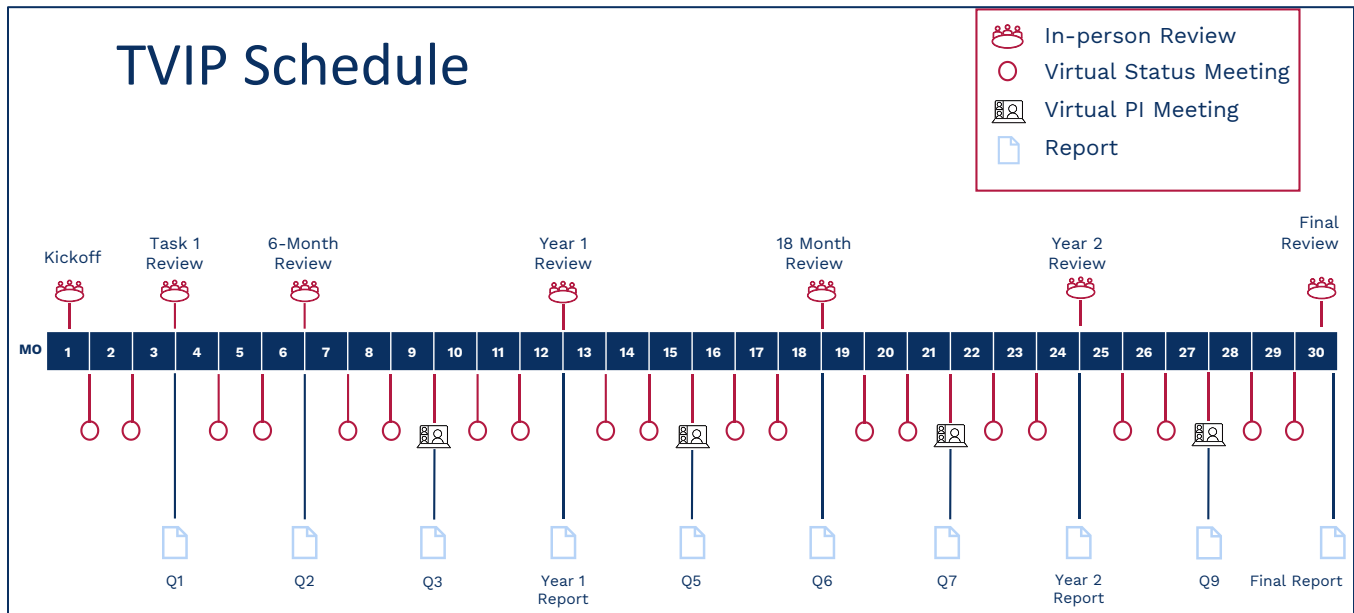 TVIP Schedule
In-person Review
Virtual Status Meeting
Virtual PI Meeting
Report
Kickoff
Task 1
Review
6-Month
Review
Year 1
Review
18 Month
Review
Year 2
Review
Final
Review
MO 1 2 3 4 5 6 7 8 9 10 11 12 13 14 15 16 17 18 19 20 21 22 23 24 25 26 27 28 29 30
Q1
Q2
Q3
Year 1
Report
Q5
Q6
Q7
Year 2
Report
Q9
Final Report